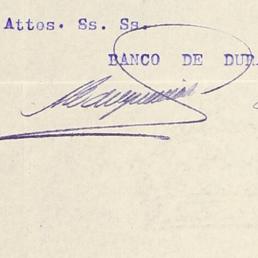 Attos. Ss. Ss.
BANCO DE DUR